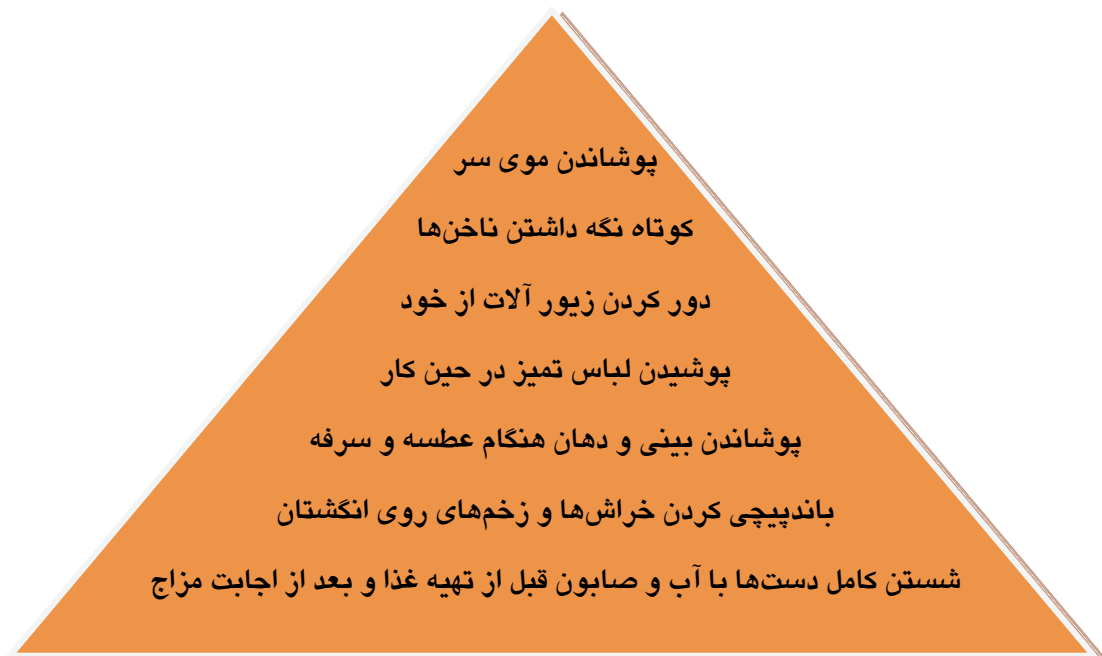 پوشاندن موی سر
کوتاه نگه داشتن ناخن‌ها
دور کردن زیور آلات از خود
پوشیدن لباس تمیز در حین کار
پوشاندن بینی و دهان هنگام عطسه و سرفه
باندپیچی کردن خراش‌ها و زخم‌های روی انگشتان
شستن کامل دست‌ها با آب و صابون قبل از تهیه غذا و بعد از اجابت مزاج